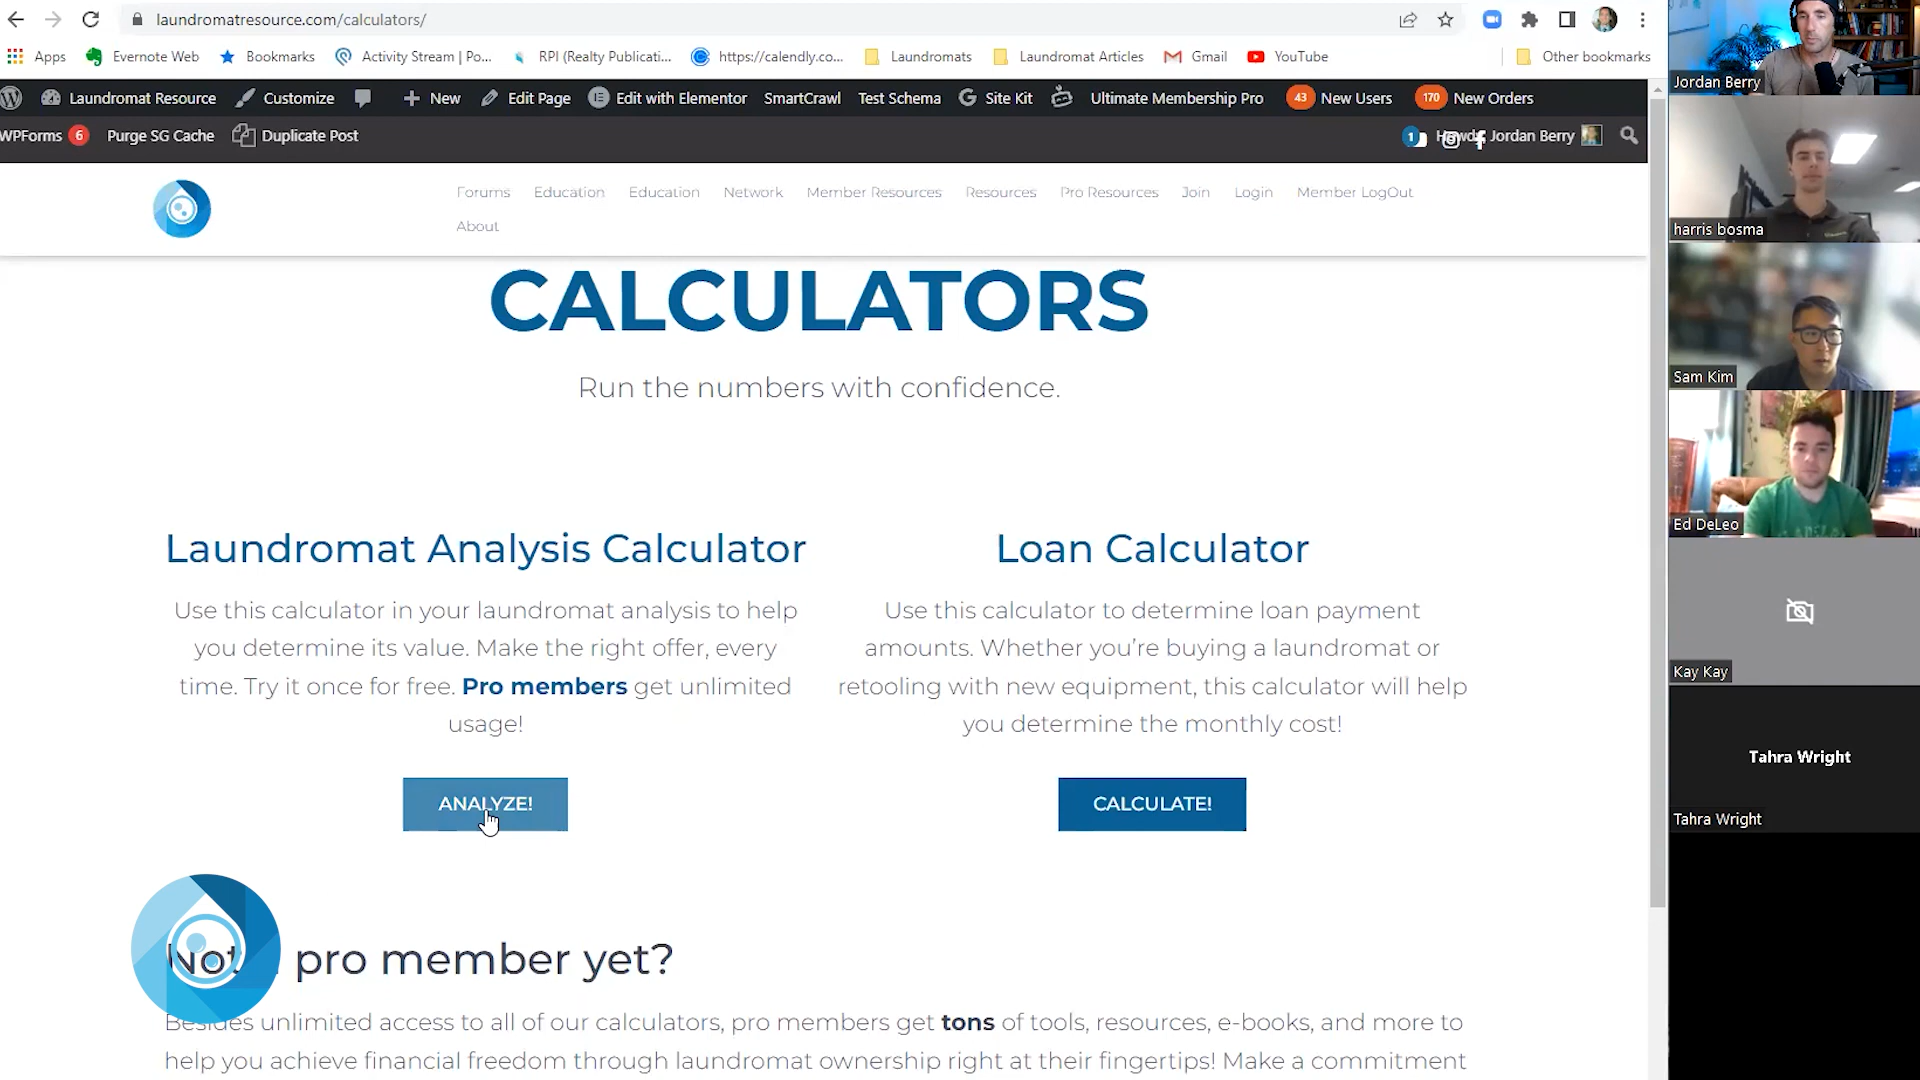 laundromatresource.com/calculators/
Apps Evernote Web Bookmarks Activity Stream | Po... RPI (Realty Publicati... https://calendly.co... Laundromats Laundromat Articles Gmail YouTube Other bookmarks
Laundromat Resource Customize New Edit Page Edit with Elementor SmartCrawl Test Schema Site Kit Ultimate Membership Pro 43 New Users 170 New Orders
WPForms 6 Purge SG Cache Duplicate Post 1 Howdy, Jordan Berry
Forums Education Education Network Member Resources Resources Pro Resources Join Login Member LogOut
About
CALCULATORS
Run the numbers with confidence.
Laundromat Analysis Calculator
Use this calculator in your laundromat analysis to help
you determine its value. Make the right offer, every
time. Try it once for free. Pro members get unlimited
usage!
ANALYZE!
Loan Calculator
Use this calculator to determine loan payment
amounts. Whether you're buying a laundromat or
retooling with new equipment, this calculator will help
you determine the monthly cost!
CALCULATE!
Not pro member yet?
Besides unlimited access to all of our calculators, pro members get tons of tools, resources, e-books, and more to
help you achieve financial freedom through laundromat ownership right at their fingertips! Make a commitment
Jordan Berry
harris bosma
Sam Kim
Ed DeLeo
Kay Kay
Tahra Wright
Tahra Wright